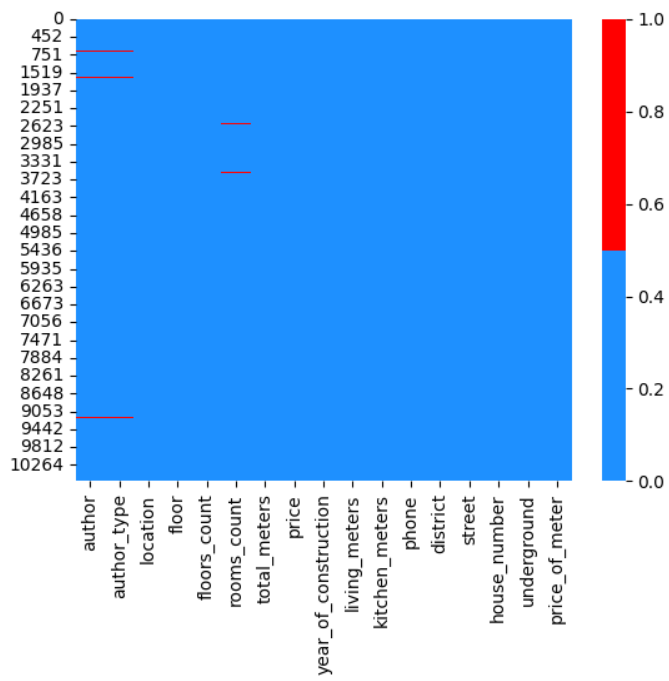 0
452
751
1519
1937
2251
2623
2985
3331
3723
4163
4658
4985
5436
5935
6263
6673
7056
7471
7884
8261
8648
9053
9442
9812
10264
author
author_type
location
floor
floors_count
rooms_count
total_meters
price
year_of_construction
living_meters
kitchen_meters
phone
district
street
house_number
underground
price_of_meter
1.0
0.8
0.6
0.4
0.2
0.0